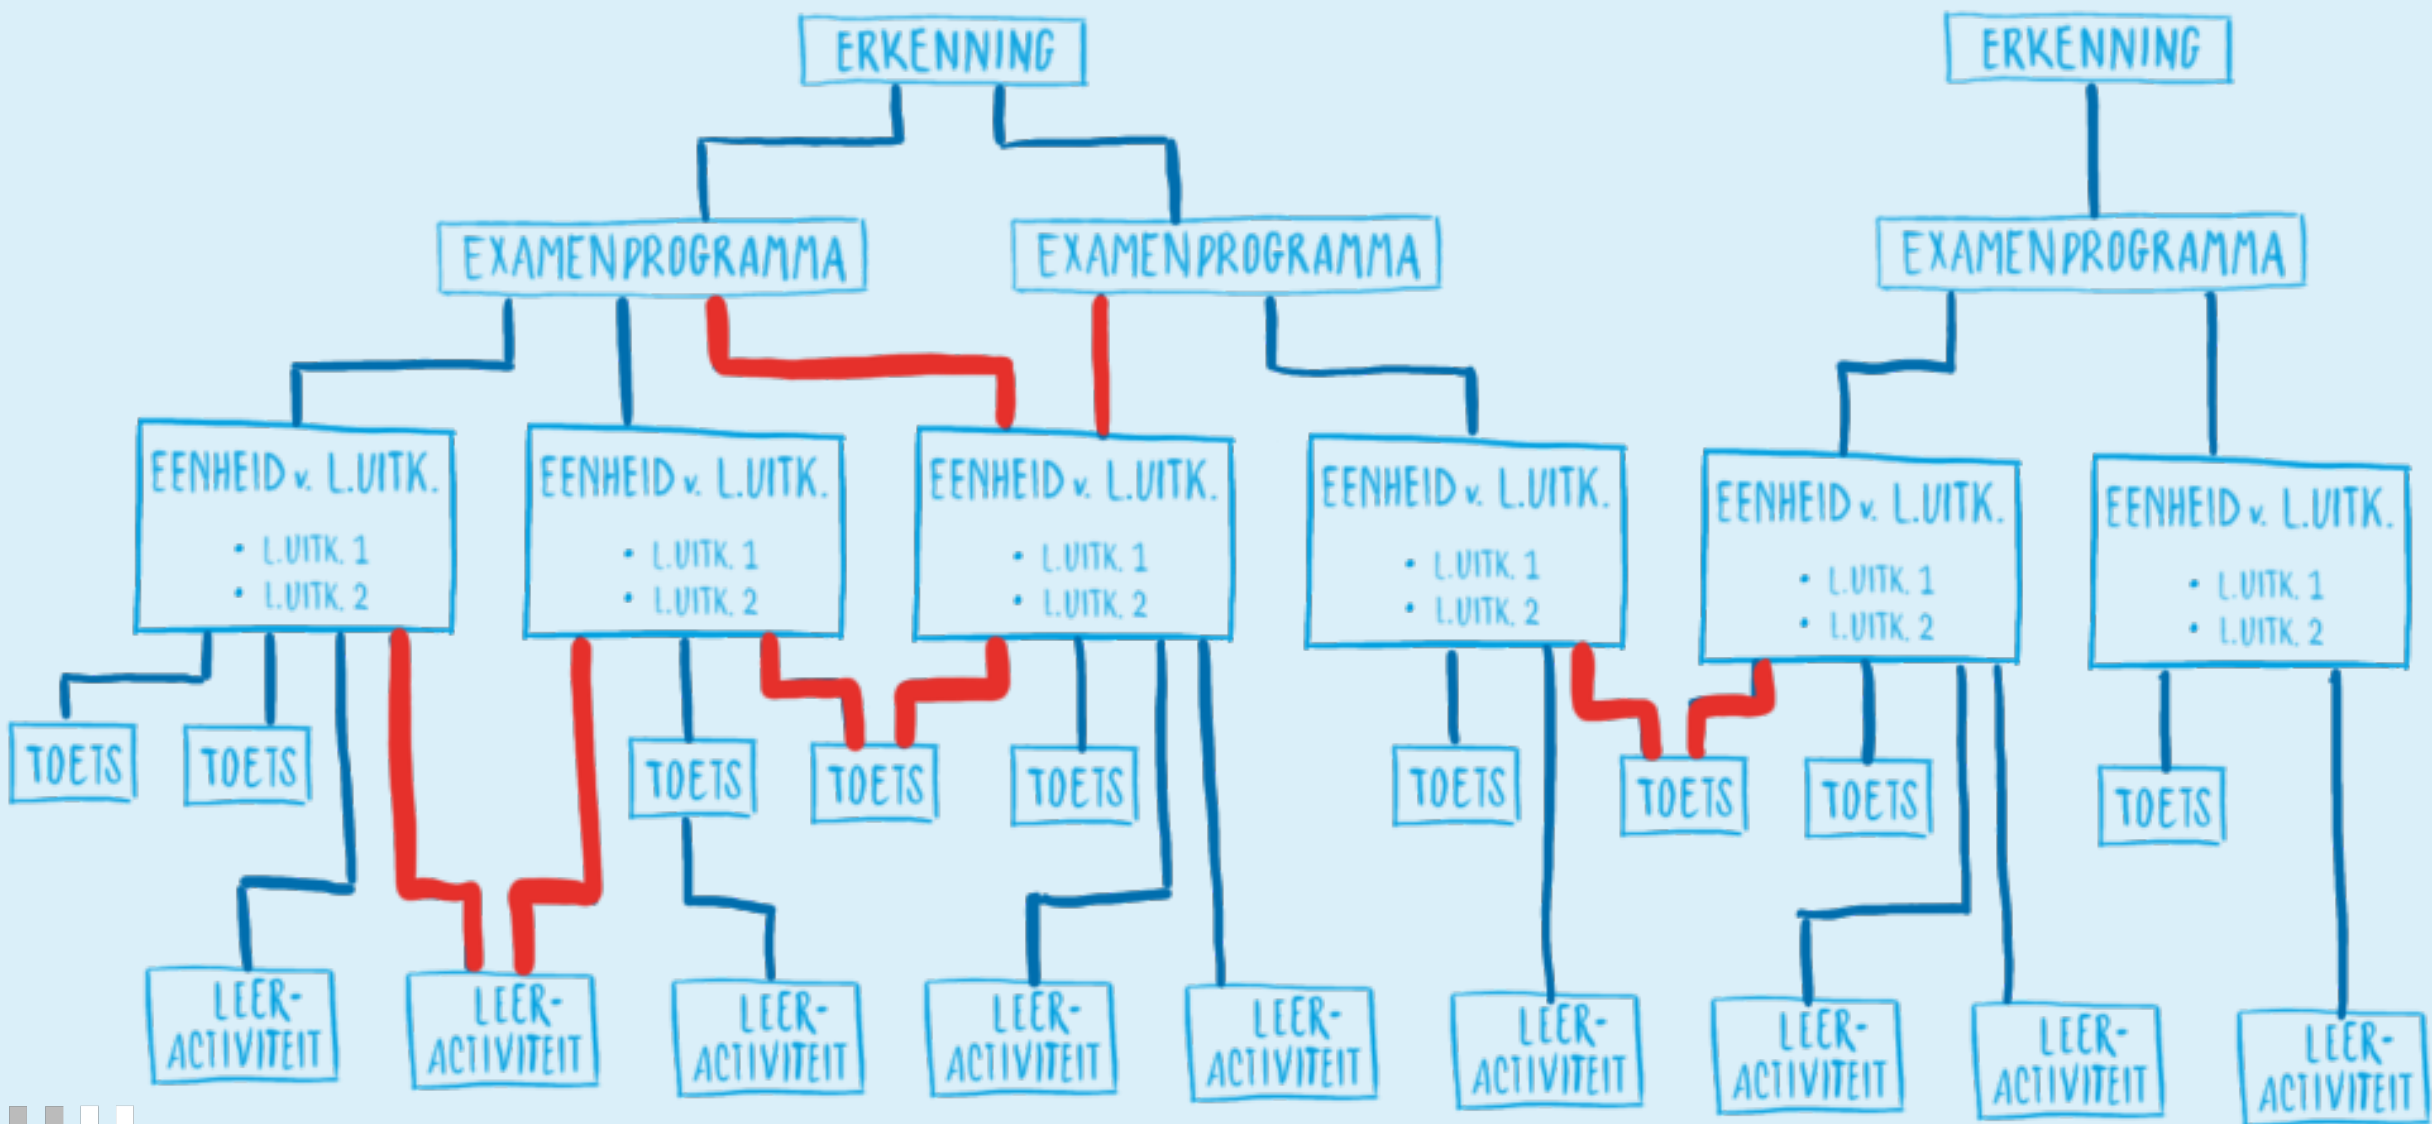 ERKENNING
ERKENNING
EXAMENPROGRAMMA
EXAMENPROGRAMMA
EXAMENPROGRAMMA
EENHEID v. L.UITK.
• L.UITK. 1
• L.UITK. 2
EENHEID v. L.UITK.
• L.UITK. 1
• L.UITK. 2
EENHEID v. L.UITK.
• L.UITK. 1
• L.UITK. 2
EENHEID v. L.UITK.
• L.UITK. 1
• L.UITK. 2
EENHEID v. L.UITK.
• L.UITK. 1
• L.UITK. 2
EENHEID v. L.UITK.
• L.UITK. 1
• L.UITK. 2
TOETS
TOETS
TOETS
TOETS
TOETS
TOETS
TOETS
TOETS
TOETS
LEER-
ACTIVITEIT
LEER-
ACTIVITEIT
LEER-
ACTIVITEIT
LEER-
ACTIVITEIT
LEER-
ACTIVITEIT
LEER-
ACTIVITEIT
LEER-
ACTIVITEIT
LEER-
ACTIVITEIT
LEER-
ACTIVITEIT